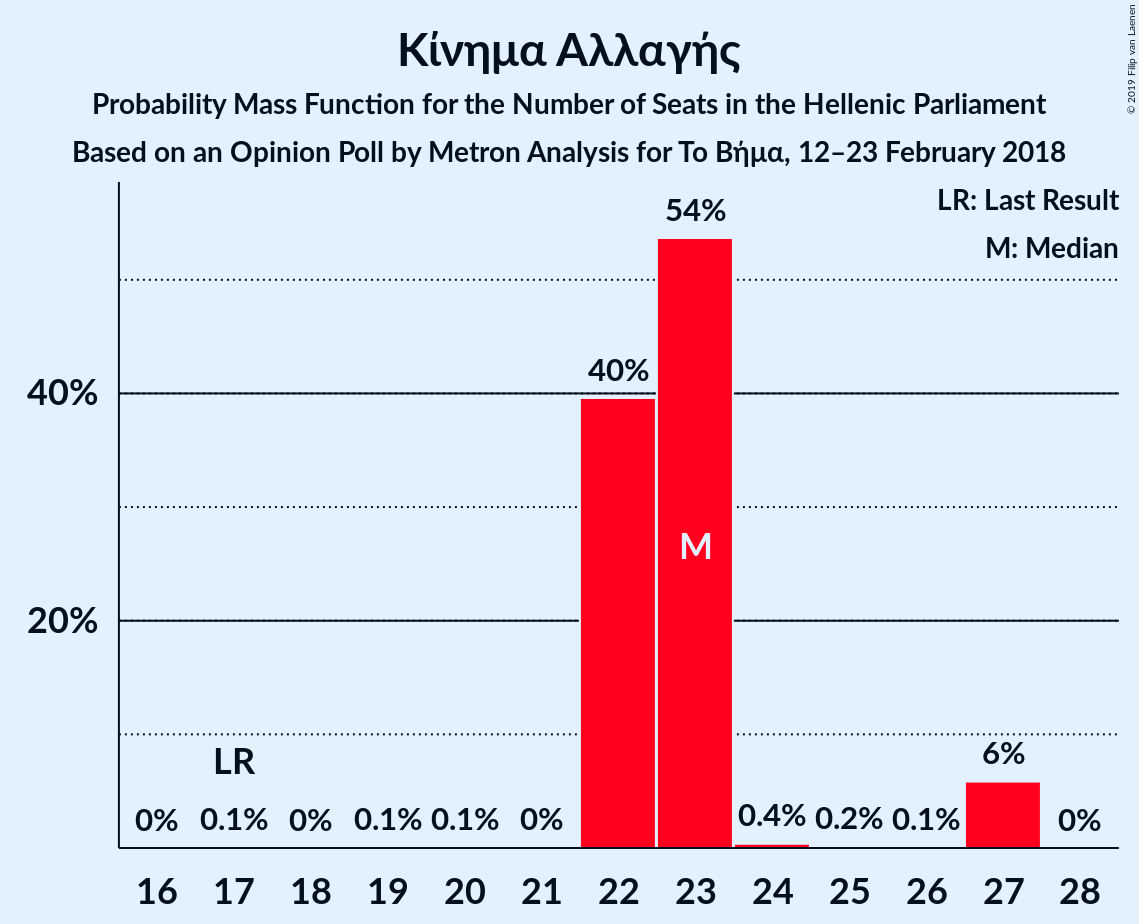 Κίνημα Αλλαγής
Probability Mass Function for the Number of Seats in the Hellenic Parliament
Based on an Opinion Poll by Metron Analysis for Το Βήμα, 12–23 February 2018
© 2019 Filip van Laenen
LR: Last Result
M: Median
54%
40%
40%
M
20%
LR
6%
0% 0.1% 0% 0.1% 0.1% 0% 0.4% 0.2% 0.1% 0%
16 17 18 19 20 21 22 23 24 25 26 27 28